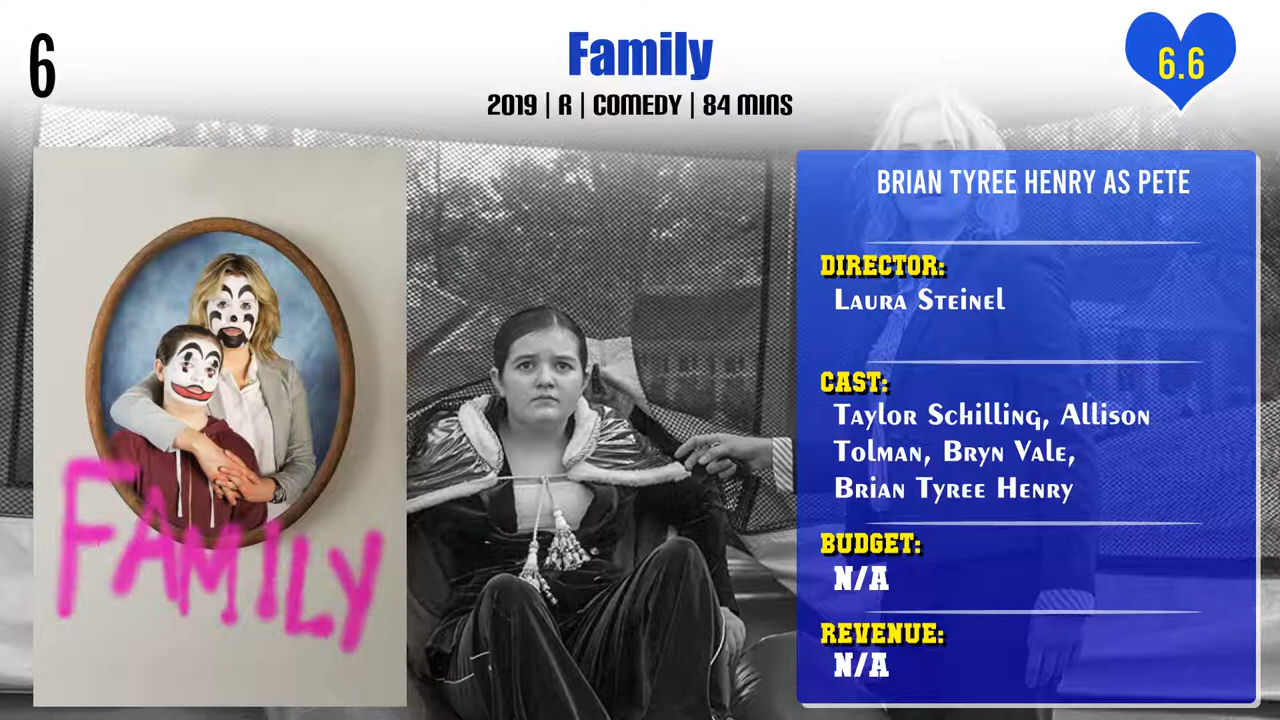 6
Family
6.6
2019 | R | COMEDY | 84 MINS
BRIAN TYREE HENRY AS PETE
DIRECTOR:
Laura Steinel
CAST:
Taylor Schilling, Allison
Tolman, Bryn Vale,
Brian Tyree Henry
BUDGET:
N/A
REVENUE:
N/A
FAMILY